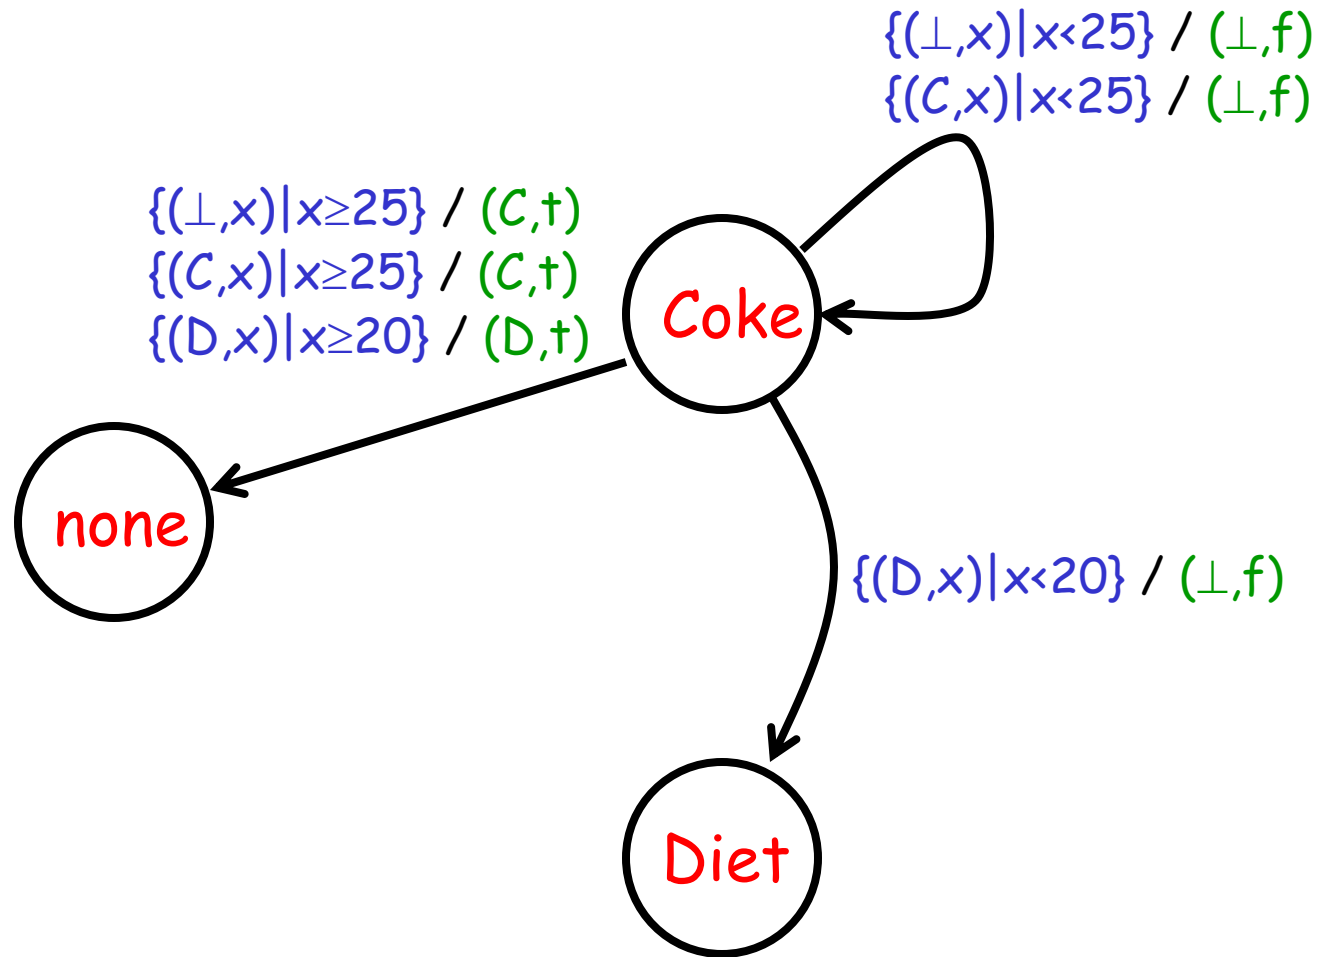 {(⊥,x)|x<25} / (⊥,f)
{(C,x)|x<25} / (⊥,f)
{(⊥,x)|x≥25} / (C,t)
{(C,x)|x≥25} / (C,t)
{(D,x)|x≥20} / (D,t)
Coke
none
{(D,x)|x<20} / (⊥,f)
Diet